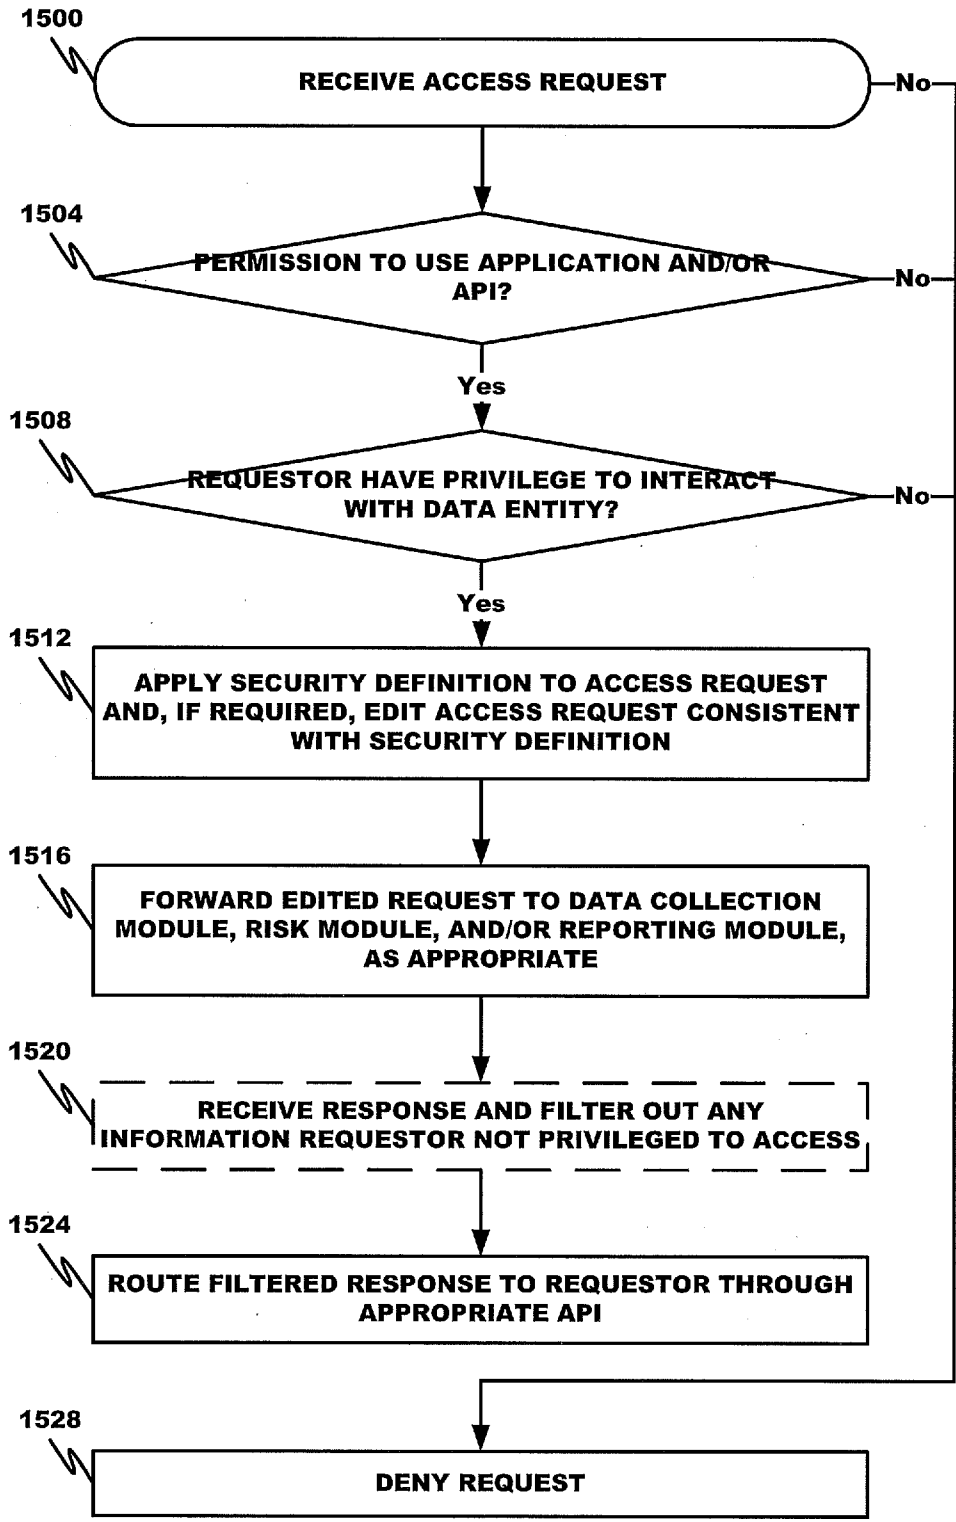 1500
RECEIVE ACCESS REQUEST
No
1504
PERMISSION TO USE APPLICATION AND/OR
API?
No
Yes
1508
REQUESTOR HAVE PRIVILEGE TO INTERACT
WITH DATA ENTITY?
No
Yes
1512
APPLY SECURITY DEFINITION TO ACCESS REQUEST
AND, IF REQUIRED, EDIT ACCESS REQUEST CONSISTENT
WITH SECURITY DEFINITION
1516
FORWARD EDITED REQUEST TO DATA COLLECTION
MODULE, RISK MODULE, AND/OR REPORTING MODULE,
AS APPROPRIATE
1520
RECEIVE RESPONSE AND FILTER OUT ANY
INFORMATION REQUESTOR NOT PRIVILEGED TO ACCESS
1524
ROUTE FILTERED RESPONSE TO REQUESTOR THROUGH
APPROPRIATE API
1528
DENY REQUEST